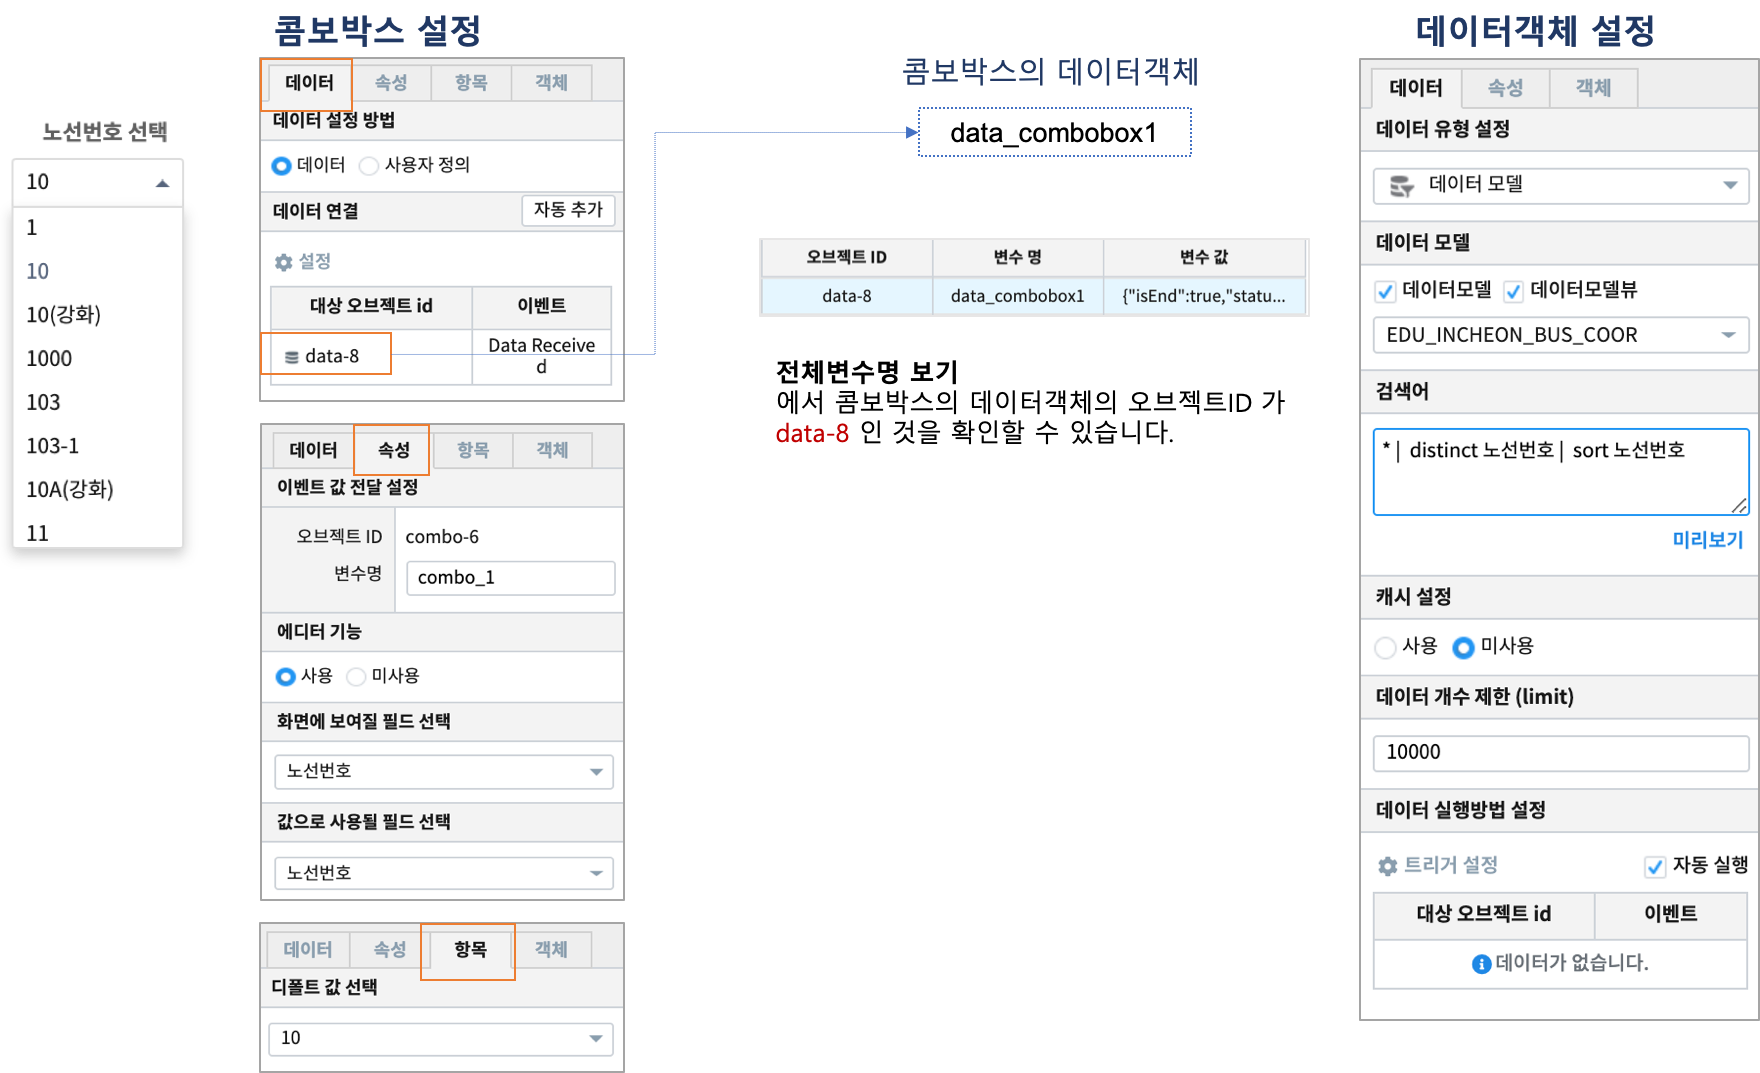 콤보박스 설정
노선번호 선택
10
1
10
10(강화)
1000
103
103-1
10A(강화)
11
데이터 속성 항목 객체
데이터 설정 방법
데이터 사용자 정의
데이터 연결 자동 추가
설정
대상 오브젝트 id 이벤트
data-8 Data Receive
d
데이터 속성 항목 객체
이벤트 값 전달 설정
오브젝트 ID combo-6
변수명 combo_1
에디터 기능
사용 미사용
화면에 보여질 필드 선택
노선번호
값으로 사용될 필드 선택
노선번호
데이터 속성 항목 객체
디폴트 값 선택
10
콤보박스의 데이터객체
data_combobox1
오브젝트 ID 변수 명 변수 값
data-8 data_combobox1 {"isEnd":true,"statu...
전체변수명 보기
에서 콤보박스의 데이터객체의 오브젝트ID 가
data-8 인 것을 확인할 수 있습니다.
데이터객체 설정
데이터 속성 객체
데이터 유형 설정
데이터 모델
데이터 모델
데이터모델 데이터모델뷰
EDU_INCHEON_BUS_COOR
검색어
* | distinct 노선번호 | sort 노선번호
미리보기
캐시 설정
사용 미사용
데이터 개수 제한 (limit)
10000
데이터 실행방법 설정
트리거 설정 자동 실행
대상 오브젝트 id 이벤트
데이터가 없습니다.